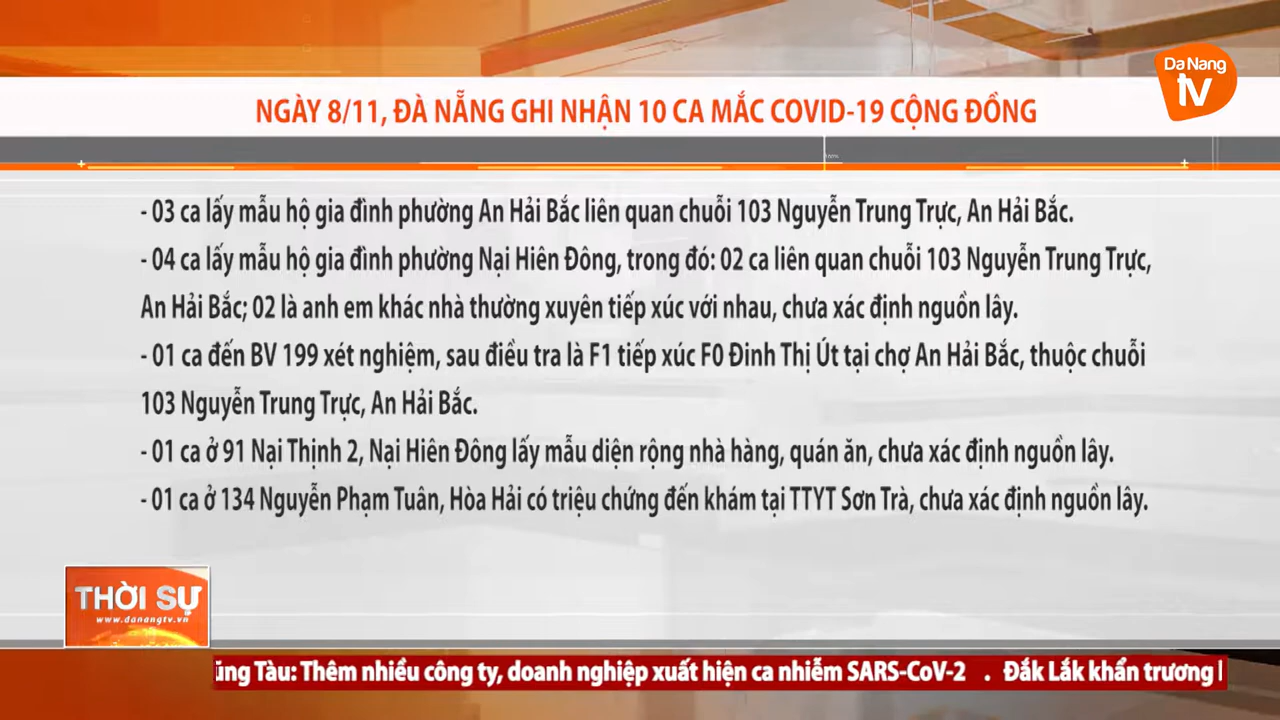 Da Nang
tv
NGÀY 8/11, ĐÀ NẴNG GHI NHẬN 10 CA MẮC COVID-19 CỘNG ĐỒNG
100%
- 03 ca lấy mẫu hộ gia đình phường An Hải Bắc liên quan chuỗi 103 Nguyễn Trung Trực, An Hải Bắc.
- 04 ca lấy mẫu hộ gia đình phường Nại Hiên Đông, trong đó: 02 ca liên quan chuỗi 103 Nguyễn Trung Trực,
An Hải Bắc; 02 là anh em khác nhà thường xuyên tiếp xúc với nhau, chưa xác định nguồn lây.
- 01 ca đến BV 199 xét nghiệm, sau điều tra là F1 tiếp xúc F0 Đinh Thị Út tại chợ An Hải Bắc, thuộc chuỗi
103 Nguyễn Trung Trực, An Hải Bắc.
- 01 ca ở 91 Nại Thịnh 2, Nại Hiên Đông lấy mẫu diện rộng nhà hàng, quán ăn, chưa xác định nguồn lây.
- 01 ca ở 134 Nguyễn Phạm Tuân, Hòa Hải có triệu chứng đến khám tại TTYT Sơn Trà, chưa xác định nguồn lây.
THỜI SỰ
www.danangtv.vn
ũng Tàu: Thêm nhiều công ty, doanh nghiệp xuất hiện ca nhiễm SARS-CoV-2 . Đắk Lắk khẩn trương